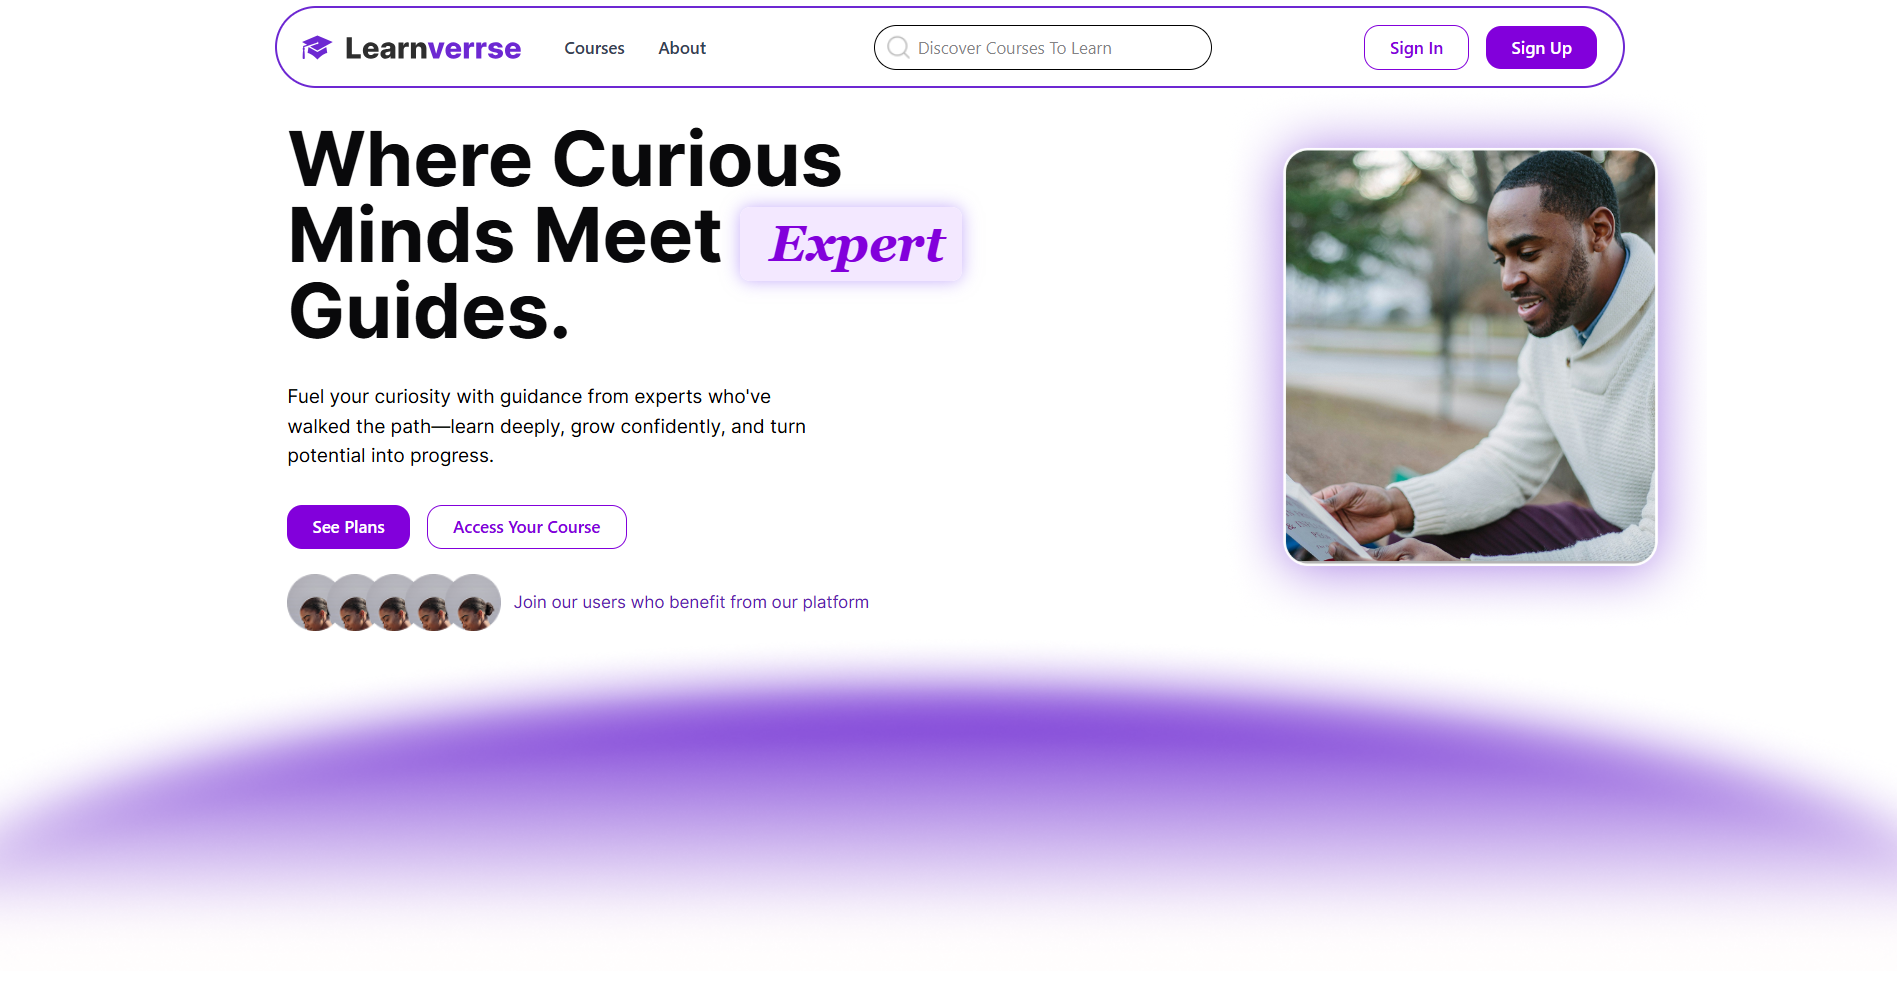 Learnverrse
Courses
About
Discover Courses To Learn
Sign In
Sign Up
Where Curious
Minds Meet Expert
Guides.
Fuel your curiosity with guidance from experts who've
walked the path—learn deeply, grow confidently, and turn
potential into progress.
See Plans
Access Your Course
Join our users who benefit from our platform